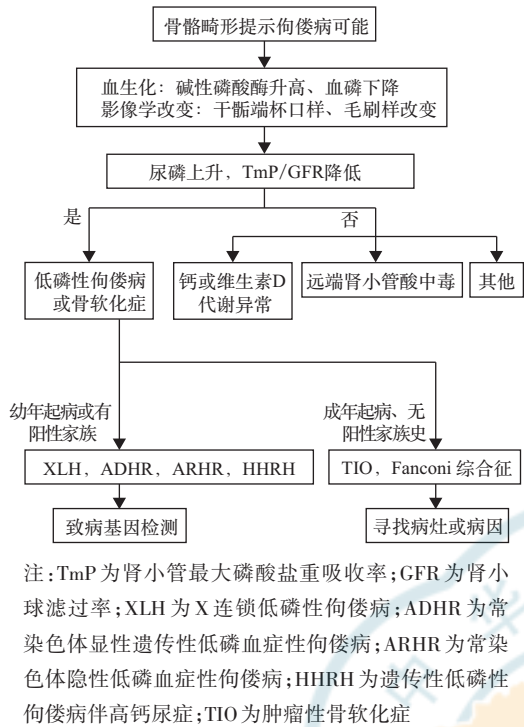 骨骼畸形提示佝偻病可能
血生化：碱性磷酸酶升高、血磷下降
影像学改变：干骺端杯口样、毛刷样改变
尿磷上升，TmP/GFR降低
是
否
低磷性佝偻病
或骨软化症
钙或维生素D
代谢异常
远端肾小管酸中毒
其他
幼年起病或有
阳性家族
成年起病、无
阳性家族史
XLH，ADHR，ARHR，HHRH
TIO，Fanconi 综合征
致病基因检测
寻找病灶或病因
注：TmP为肾小管最大磷酸盐重吸收率；GFR为肾小
球滤过率；XLH为X连锁低磷性佝偻病；ADHR为常
染色体显性遗传性低磷血症性佝偻病；ARHR为常染
色体隐性低磷血症性佝偻病；HHRH为遗传性低磷性
佝偻病伴高钙尿症；TIO为肿瘤性骨软化症